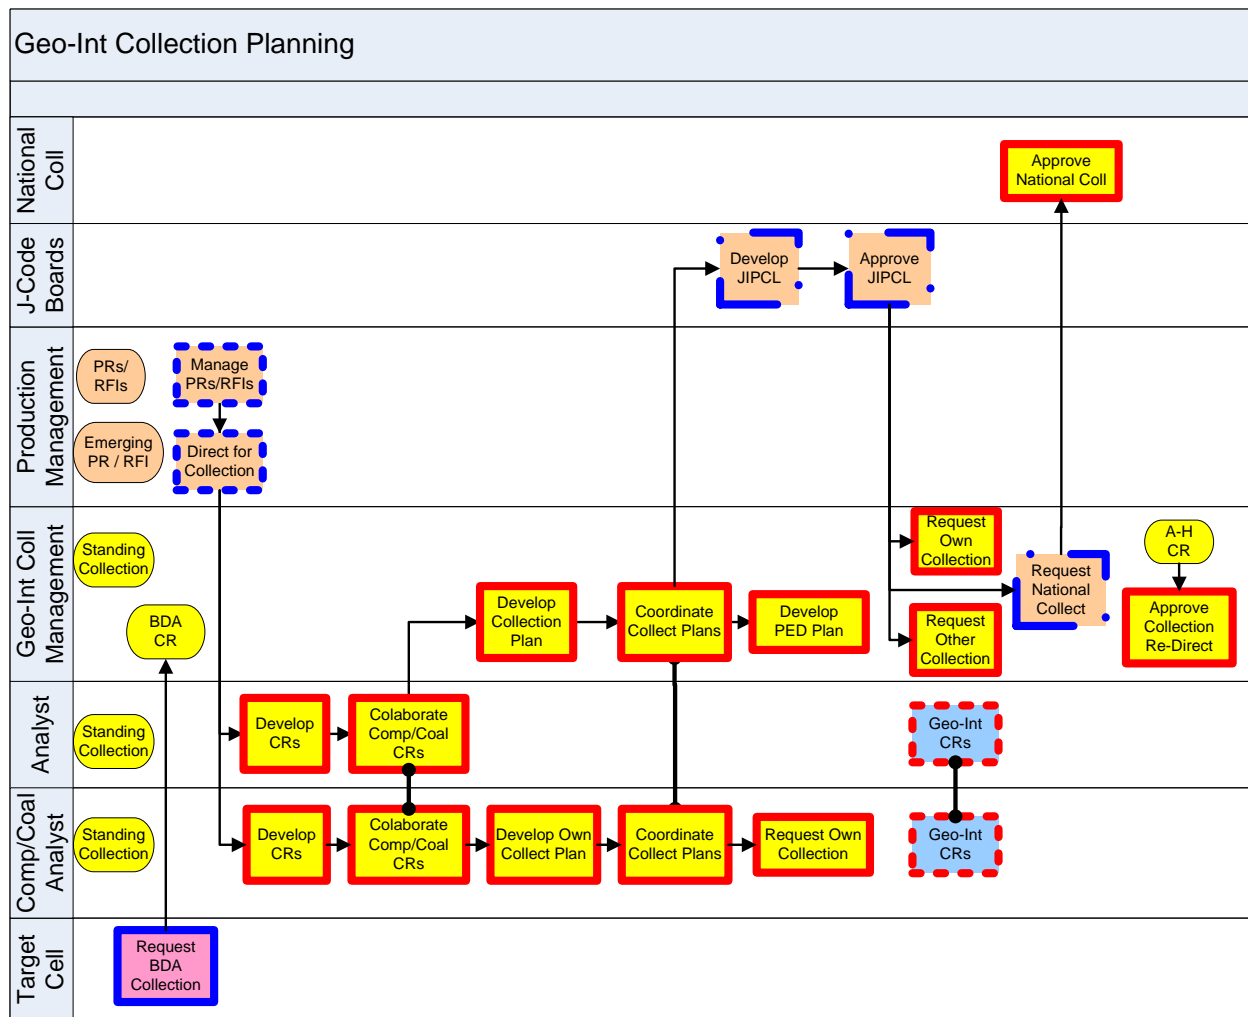 Geo-Int Collection Planning
National
Coll
Approve
National Coll
J-Code
Boards
Develop
JIPCL
Approve
JIPCL
Production
Management
PRs/
RFIs
Manage
PRs/RFIs
Emerging
PR / RFI
Direct for
Collection
Geo-Int Coll
Management
Standing
Collection
BDA
CR
Develop
Collection
Plan
Coordinate
Collect Plans
Develop
PED Plan
Request
Own
Collection
Request
Other
Collection
Request
National
Collect
A-H
CR
Approve
Collection
Re-Direct
Analyst
Standing
Collection
Develop
CRs
Colaborate
Comp/Coal
CRs
Geo-Int
CRs
Comp/Coal
Analyst
Standing
Collection
Develop
CRs
Colaborate
Comp/Coal
CRs
Develop Own
Collect Plan
Coordinate
Collect Plans
Request Own
Collection
Geo-Int
CRs
Target
Cell
Request
BDA
Collection